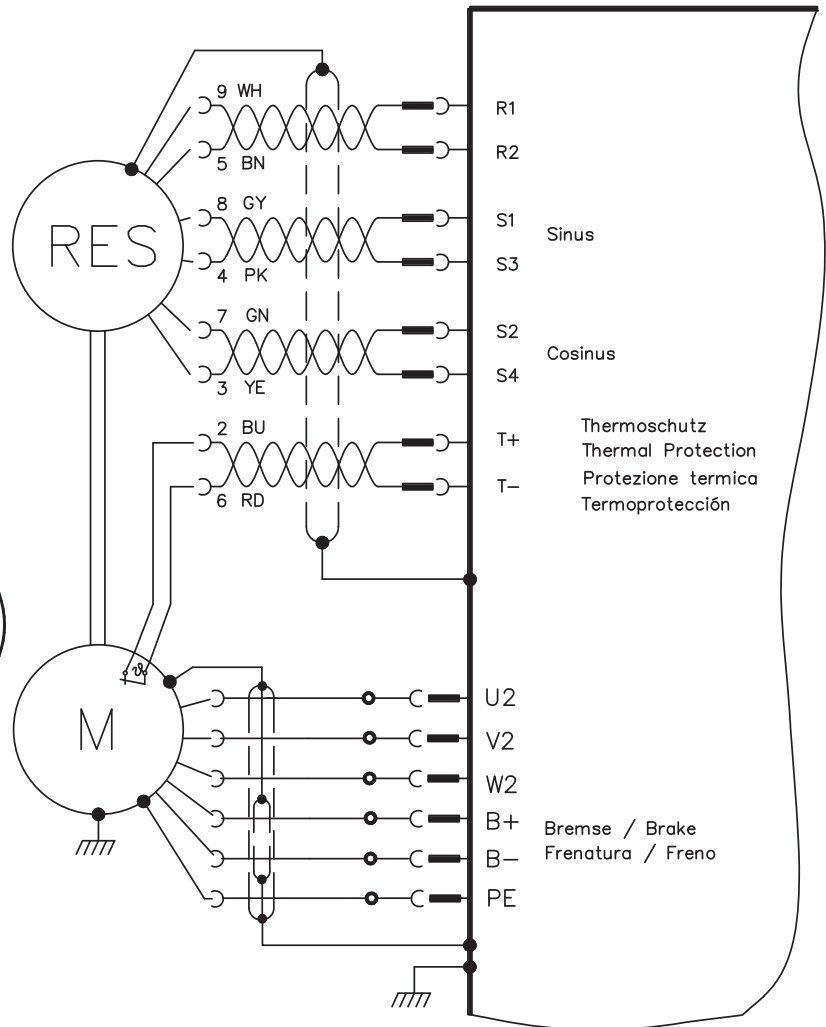 9 WH
R1
5 BN
R2
RES
8 GY
S1
Sinus
4 PK
S3
7 GN
S2
Cosinus
3 YE
S4
2 BU
T+
Thermoschutz
Thermal Protection
6 RD
T-
Protezione termica
Termoprotección
ϑ
M
U2
V2
W2
B+
Bremse / Brake
B-
Frenatura / Freno
PE